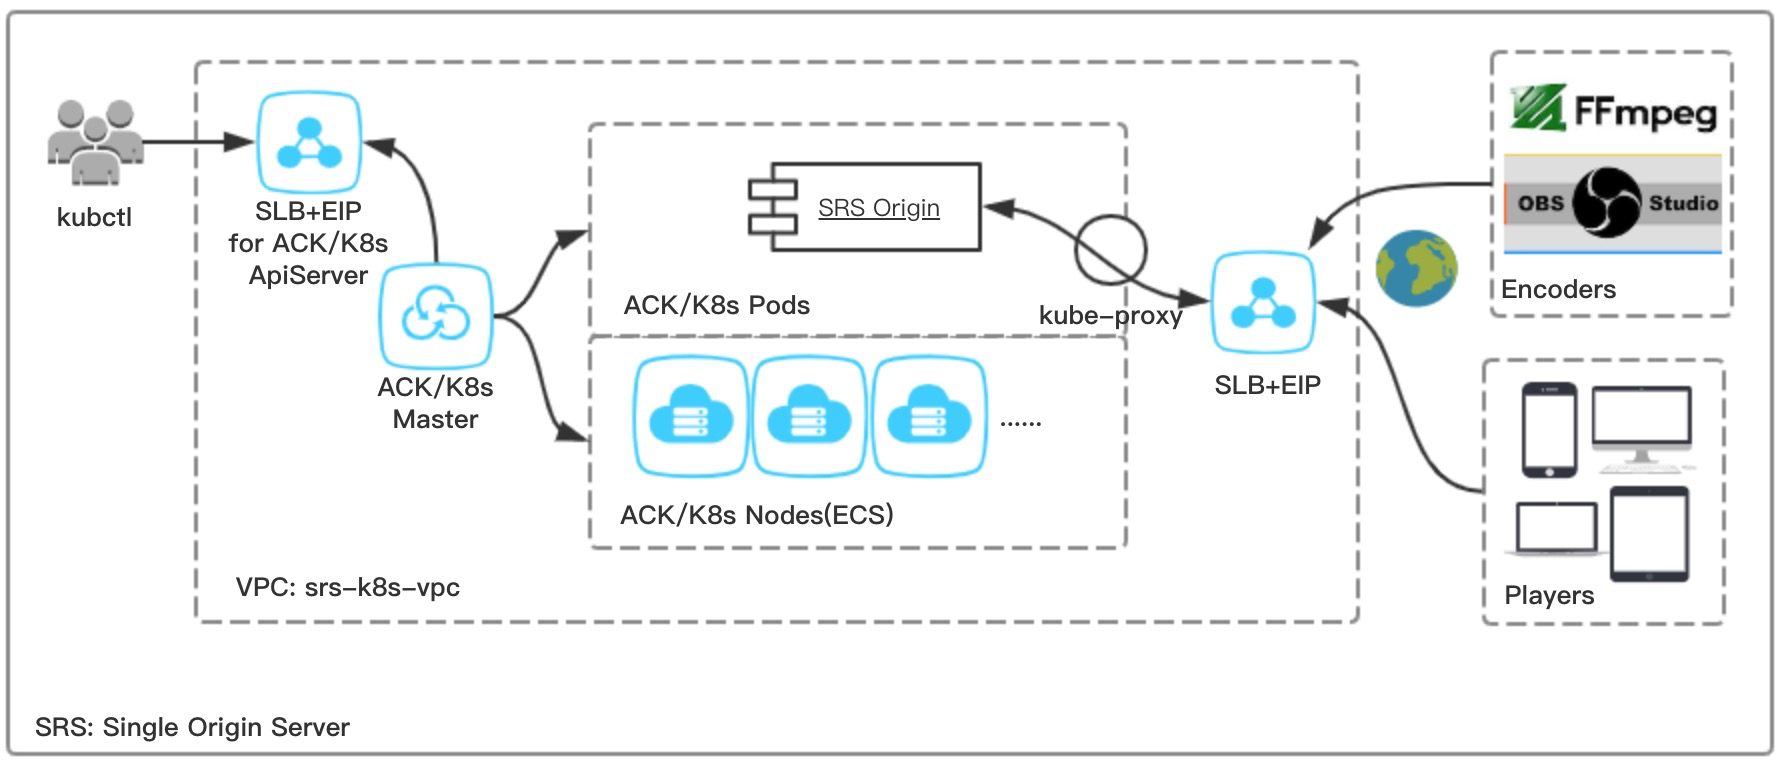 kubctl
SLB+EIP
for ACK/K8s
ApiServer
ACK/K8s
Master
SRS Origin
ACK/K8s Pods
kube-proxy
ACK/K8s Nodes(ECS)
......
VPC: srs-k8s-vpc
SLB+EIP
FFmpeg
OBS Studio
Encoders
Players
SRS: Single Origin Server